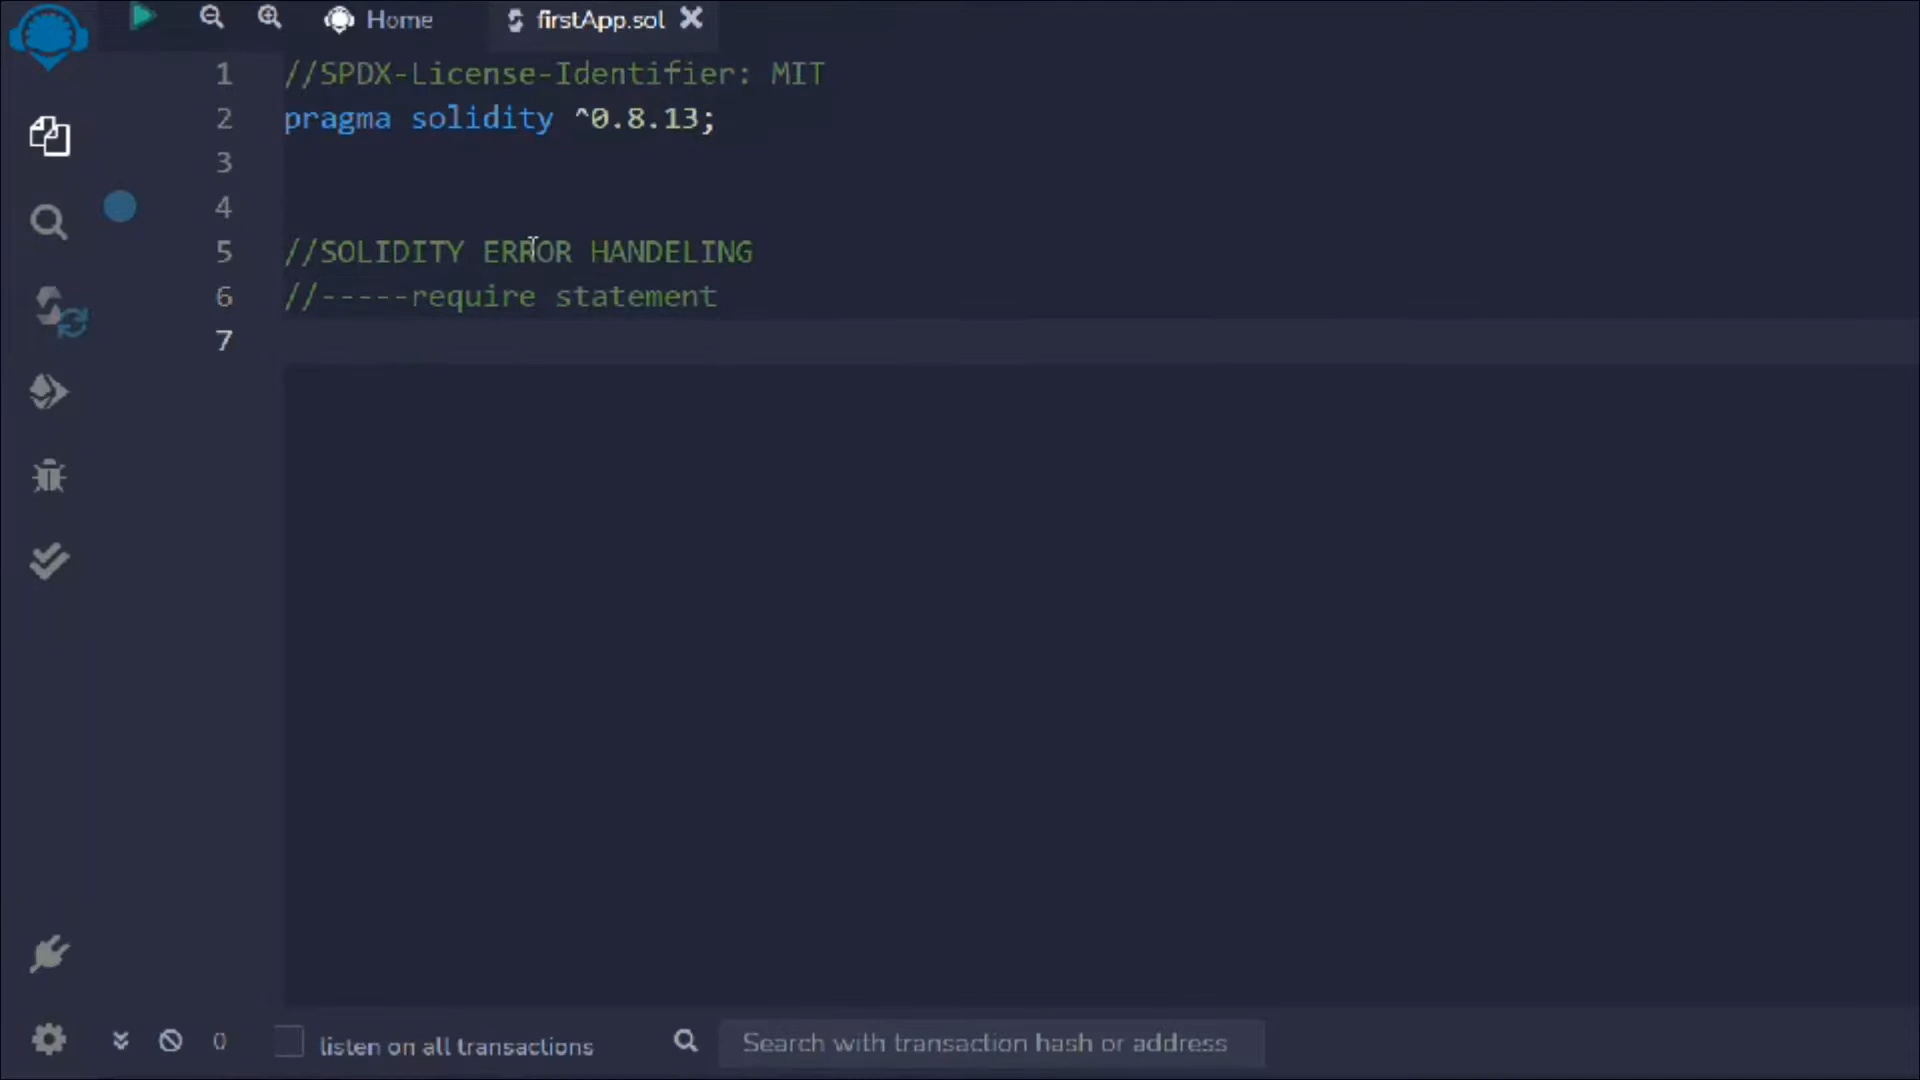 Home
firstApp.sol
1 //SPDX-License-Identifier: MIT
2 pragma solidity ^0.8.13;
3
4
5 //SOLIDITY ERROR HANDELING
6 //-----require statement
7
0
listen on all transactions
Search with transaction hash or address